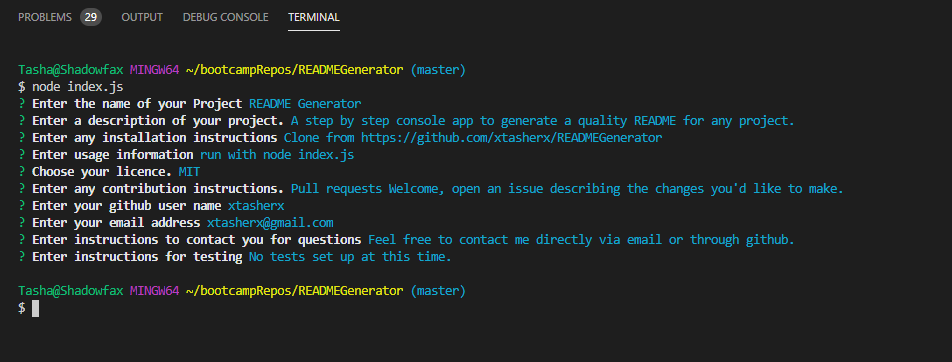 PROBLEMS 29 OUTPUT DEBUG CONSOLE TERMINAL
Tasha@Shadowfax MINGW64 ~/bootcampRepos/READMEGenerator (master)
$ node index.js
? Enter the name of your Project README Generator
? Enter a description of your project. A step by step console app to generate a quality README for any project.
? Enter any installation instructions Clone from https://github.com/xtasherx/READMEGenerator
? Enter usage information run with node index.js
? Choose your licence. MIT
? Enter any contribution instructions. Pull requests Welcome, open an issue describing the changes you'd like to make.
? Enter your github user name xtasherx
? Enter your email address xtasherx@gmail.com
? Enter instructions to contact you for questions Feel free to contact me directly via email or through github.
? Enter instructions for testing No tests set up at this time.
Tasha@Shadowfax MINGW64 ~/bootcampRepos/READMEGenerator (master)
$